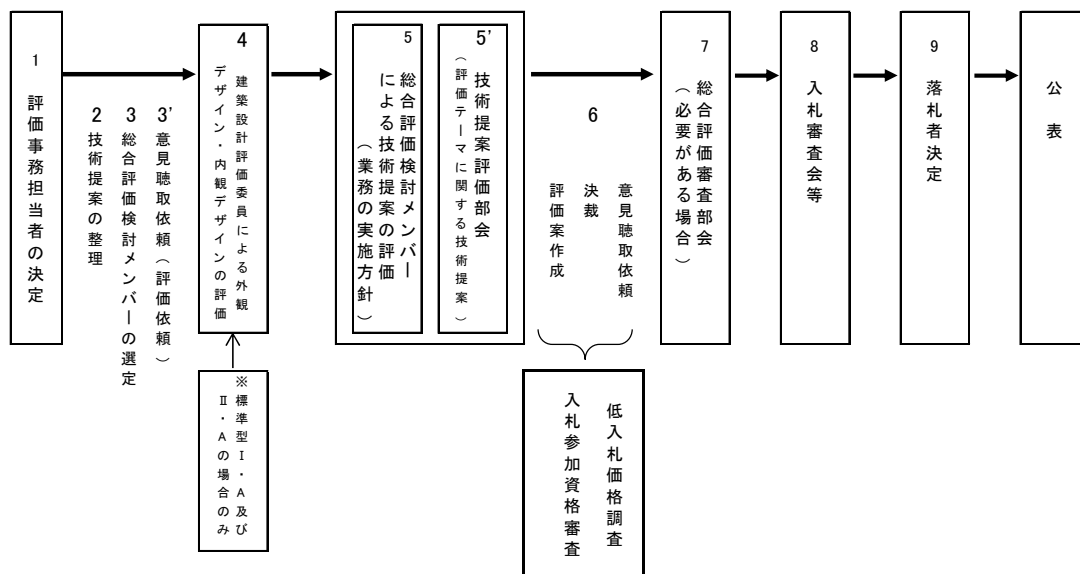 1
評価事務担当者の決定
2 技術提案の整理
3 総合評価検討メンバーの選定
3’ 意見聴取依頼（評価依頼）
4
建築設計評価委員による外観
デザイン・内観デザインの評価
※標準型Ⅰ・A及び
Ⅱ・Aの場合のみ
5
総合評価検討メンバー
による技術提案の評価
（業務の実施方針）
5’
技術提案評価部会
（評価テーマに関する技術提案）
6
評価案作成
決裁
意見聴取依頼
低入札価格調査
入札参加資格審査
7
総合評価審査部会
（必要がある場合）
8
入札審査会等
9
落札者決定
公表